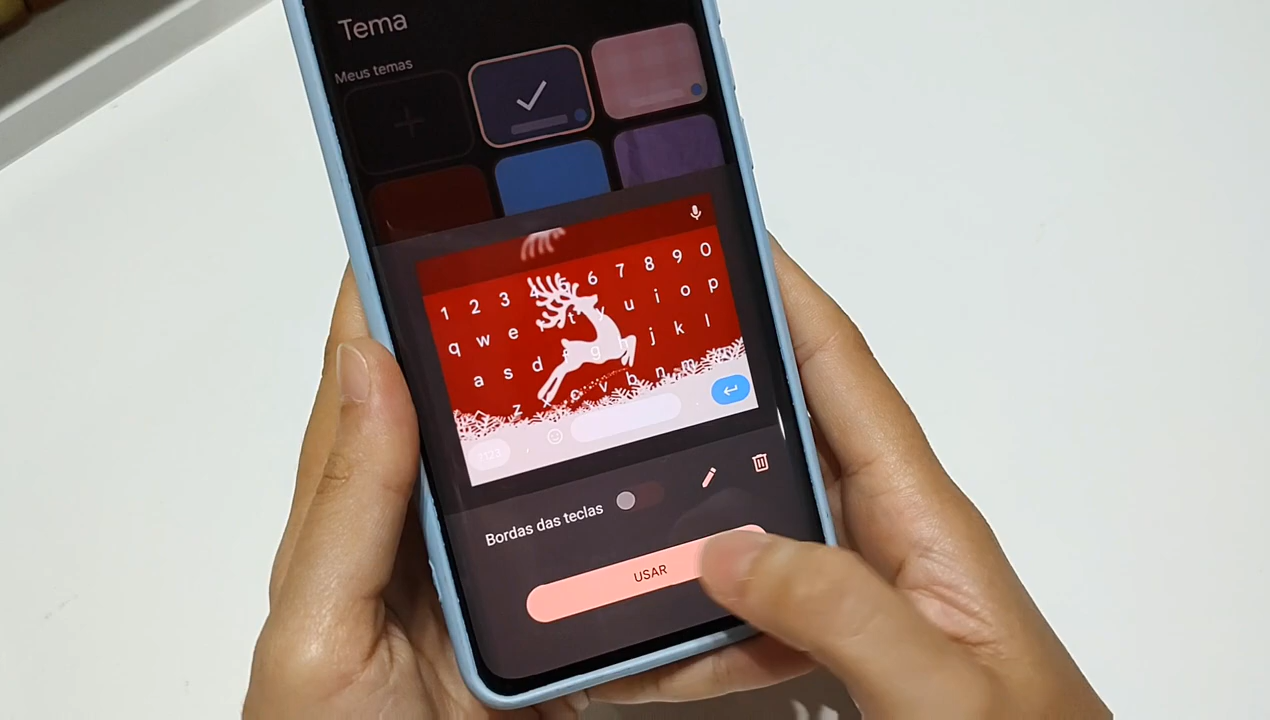 Tema
Meus temas
1 2 3 4 5 6 7 8 9 0
q w e r t y u i o p
a s d f g h j k l
z x c v b n m
?123 , .
Bordas das teclas
USAR